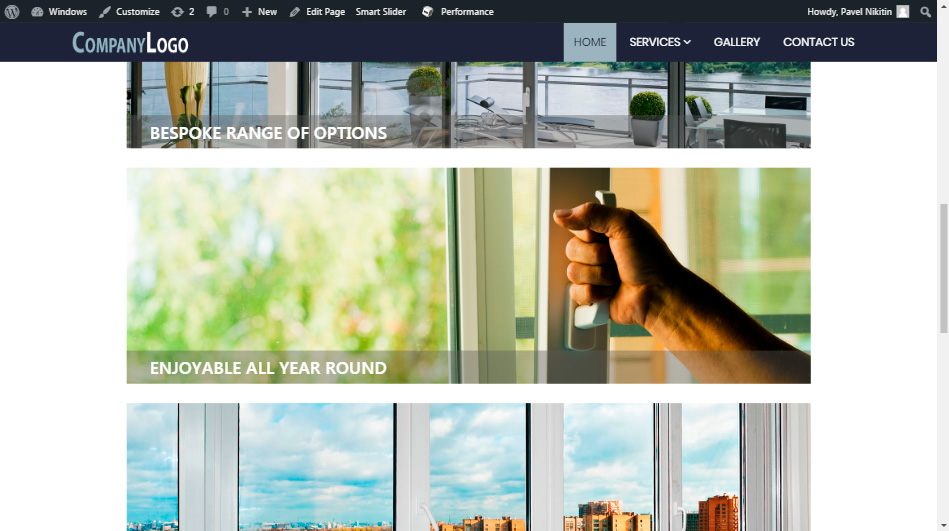 Windows Customize 2 0 New Edit Page Smart Slider Performance Howdy, Pavel Nikitin
CompanyLogo HOME SERVICES GALLERY CONTACT US
BESPOKE RANGE OF OPTIONS
ENJOYABLE ALL YEAR ROUND